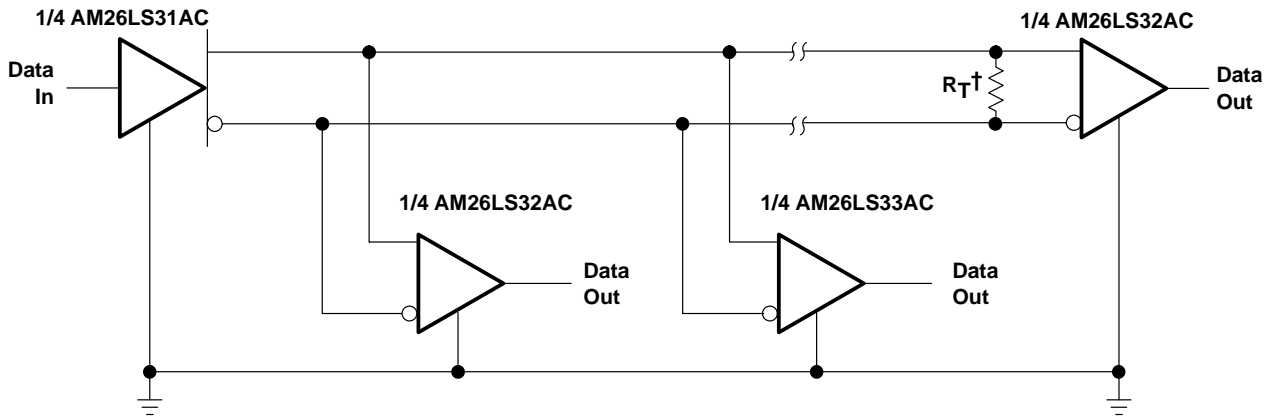 1/4 AM26LS31AC
1/4 AM26LS32AC
Data
In
RT†
Data
Out
1/4 AM26LS32AC
1/4 AM26LS33AC
Data
Out
Data
Out